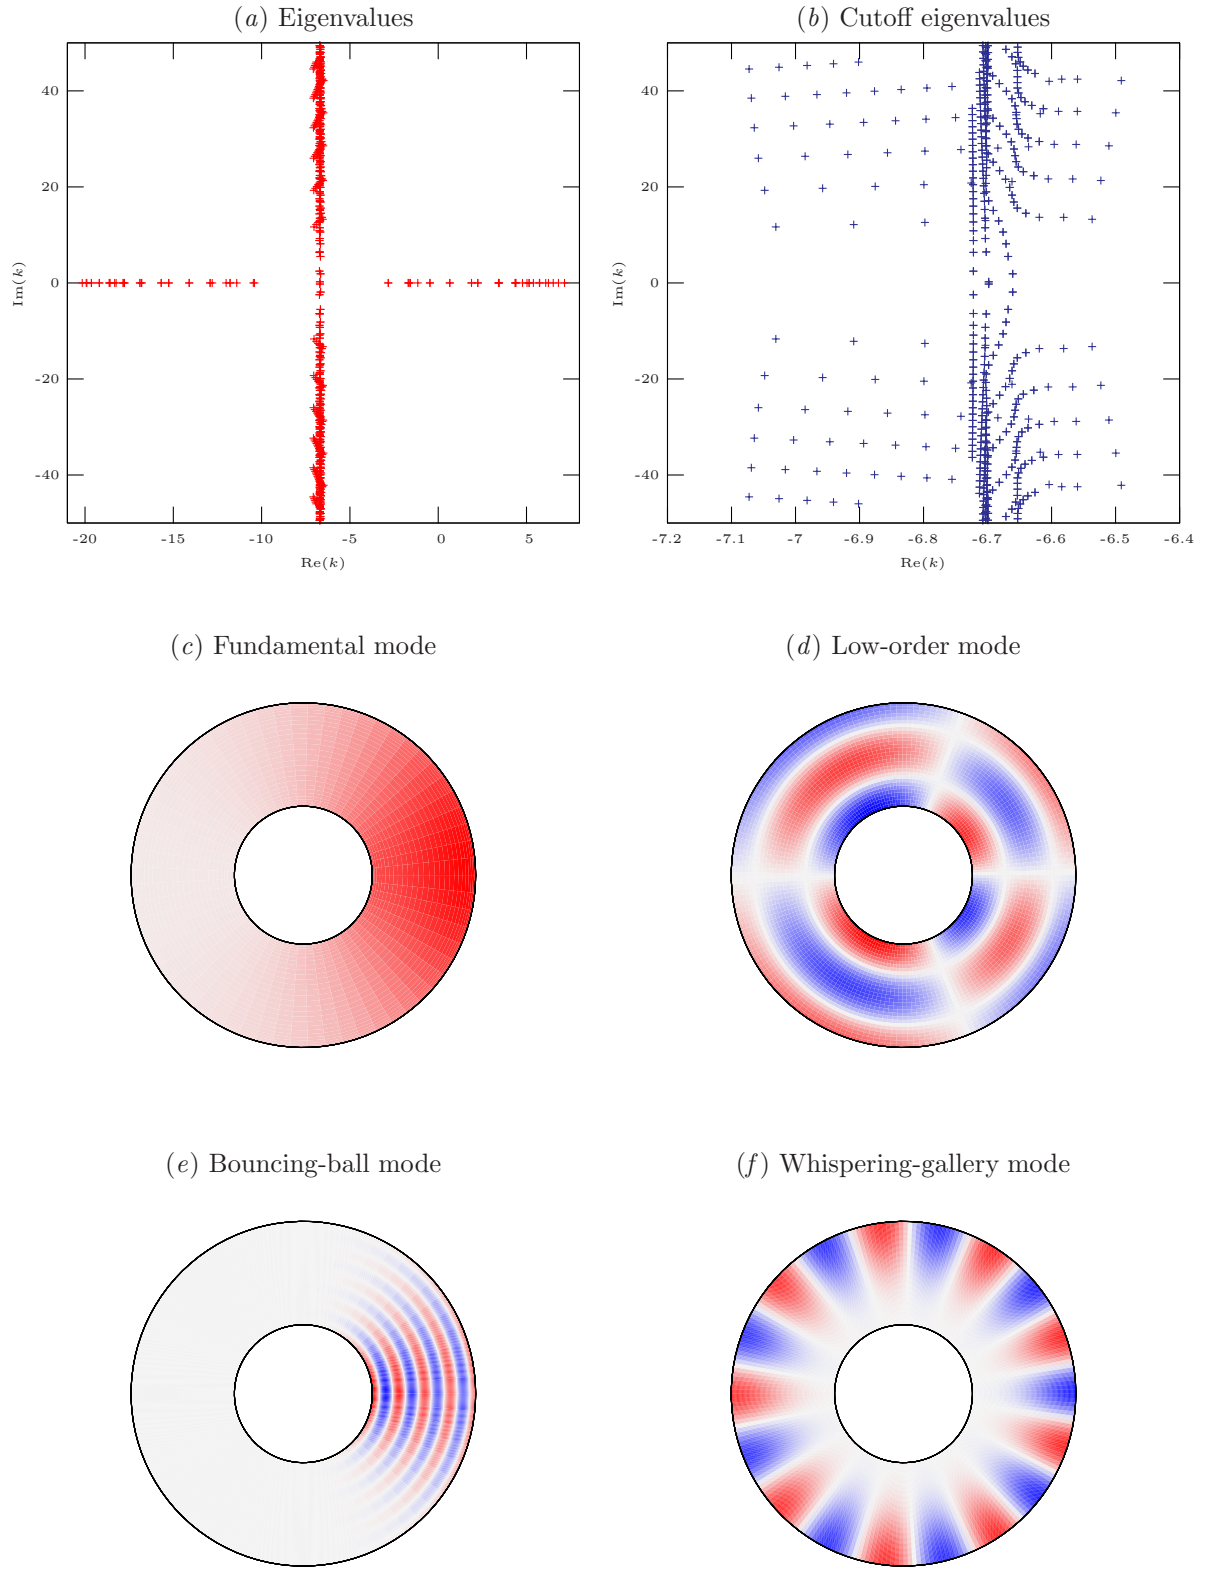 (a) Eigenvalues
(b) Cutoff eigenvalues
40
20
0
-20
-40
Im(k)
-20 -15 -10 -5 0 5
Re(k)
40
20
0
-20
-40
Im(k)
-7.2 -7.1 -7 -6.9 -6.8 -6.7 -6.6 -6.5 -6.4
Re(k)
(c) Fundamental mode
(d) Low-order mode
(e) Bouncing-ball mode
(f) Whispering-gallery mode